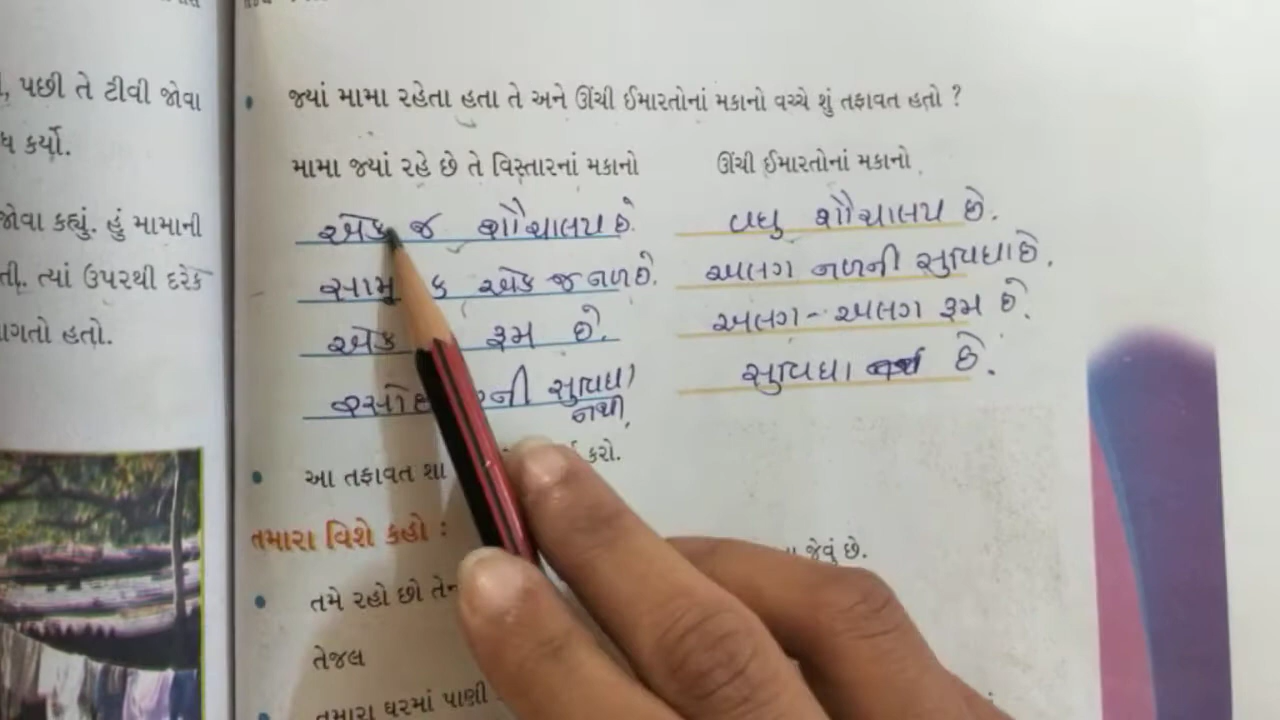 , પછી તે ટીવી જોવા
કર્યો.
જોવા કહ્યું. હું મામાની
ત્યાં ઉપરથી દરેક
હતો.
• જ્યાં મામા રહેતા હતા તે અને ઊંચી ઈમારતોનાં મકાનો વચ્ચે શું તફાવત હતો ?
મામા જ્યાં રહે છે તે વિસ્તારનાં મકાનો ઊંચી ઈમારતોનાં મકાનો
એક જ શૌચાલય છે. વધુ શૌચાલય છે.
એક જ નળ છે. અલગ નળની સુવિધા છે.
એક રૂમ છે. અલગ-અલગ રૂમ છે.
સુવિધા નથી, સુવિધા છે.
• આ તફાવત શા કરો.
તમારા વિશે કહો :
જેવું છે.
• તમે રહો છો
તેજલ
• તમારા ઘરમાં પાણી